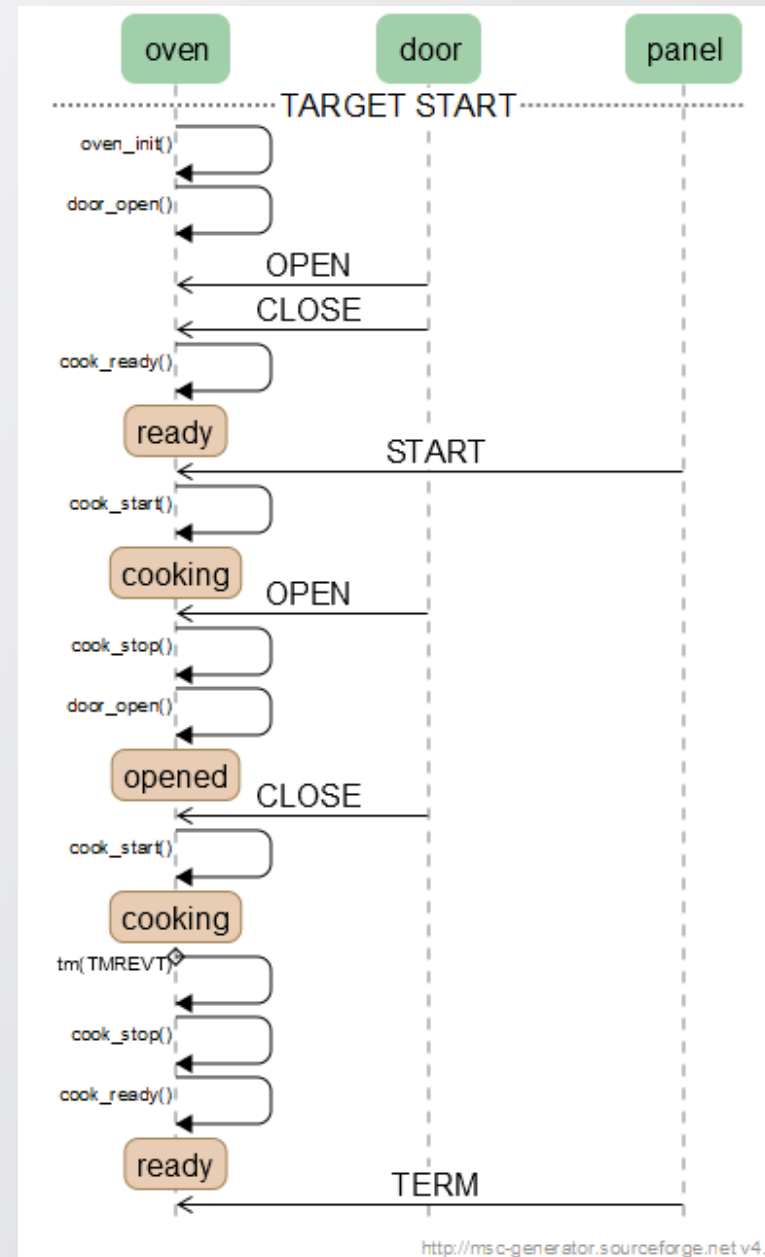 oven door panel
TARGET START
oven_init()
door_open()
OPEN
CLOSE
cook_ready()
ready
START
cook_start()
cooking
OPEN
cook_stop()
door_open()
opened
CLOSE
cook_start()
cooking
tm(TMREVT)
cook_stop()
cook_ready()
ready
TERM
http://msc-generator.sourceforge.net v4.